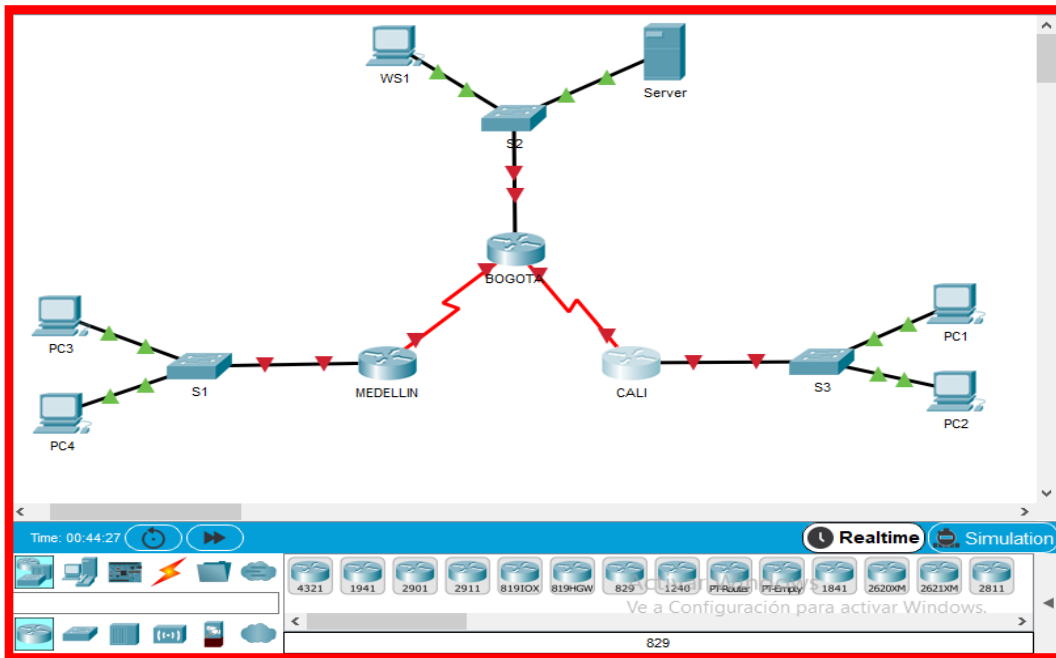 WS1
Server
S2
BOGOTA
PC3
S1
MEDELLIN
CALI
S3
PC1
PC4
PC2
Time: 00:44:27
Realtime
Simulation
4321
1941
2901
2911
819IOX
819HGW
829
1240
PT-Router
PT-Empty
1841
2620XM
2621XM
2811
Activar Windows
Ve a Configuración para activar Windows.
829